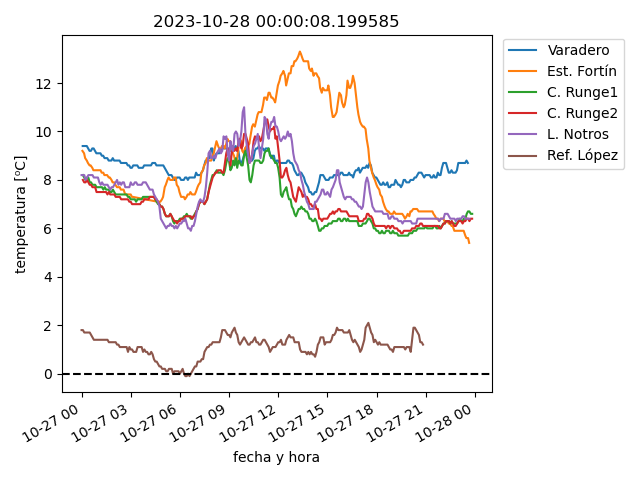 2023-10-28 00:00:08.199585
temperatura [ºC]
12
10
8
6
4
2
0
10-27 00
10-27 03
10-27 06
10-27 09
10-27 12
10-27 15
10-27 18
10-27 21
10-28 00
fecha y hora
Varadero
Est. Fortín
C. Runge1
C. Runge2
L. Notros
Ref. López